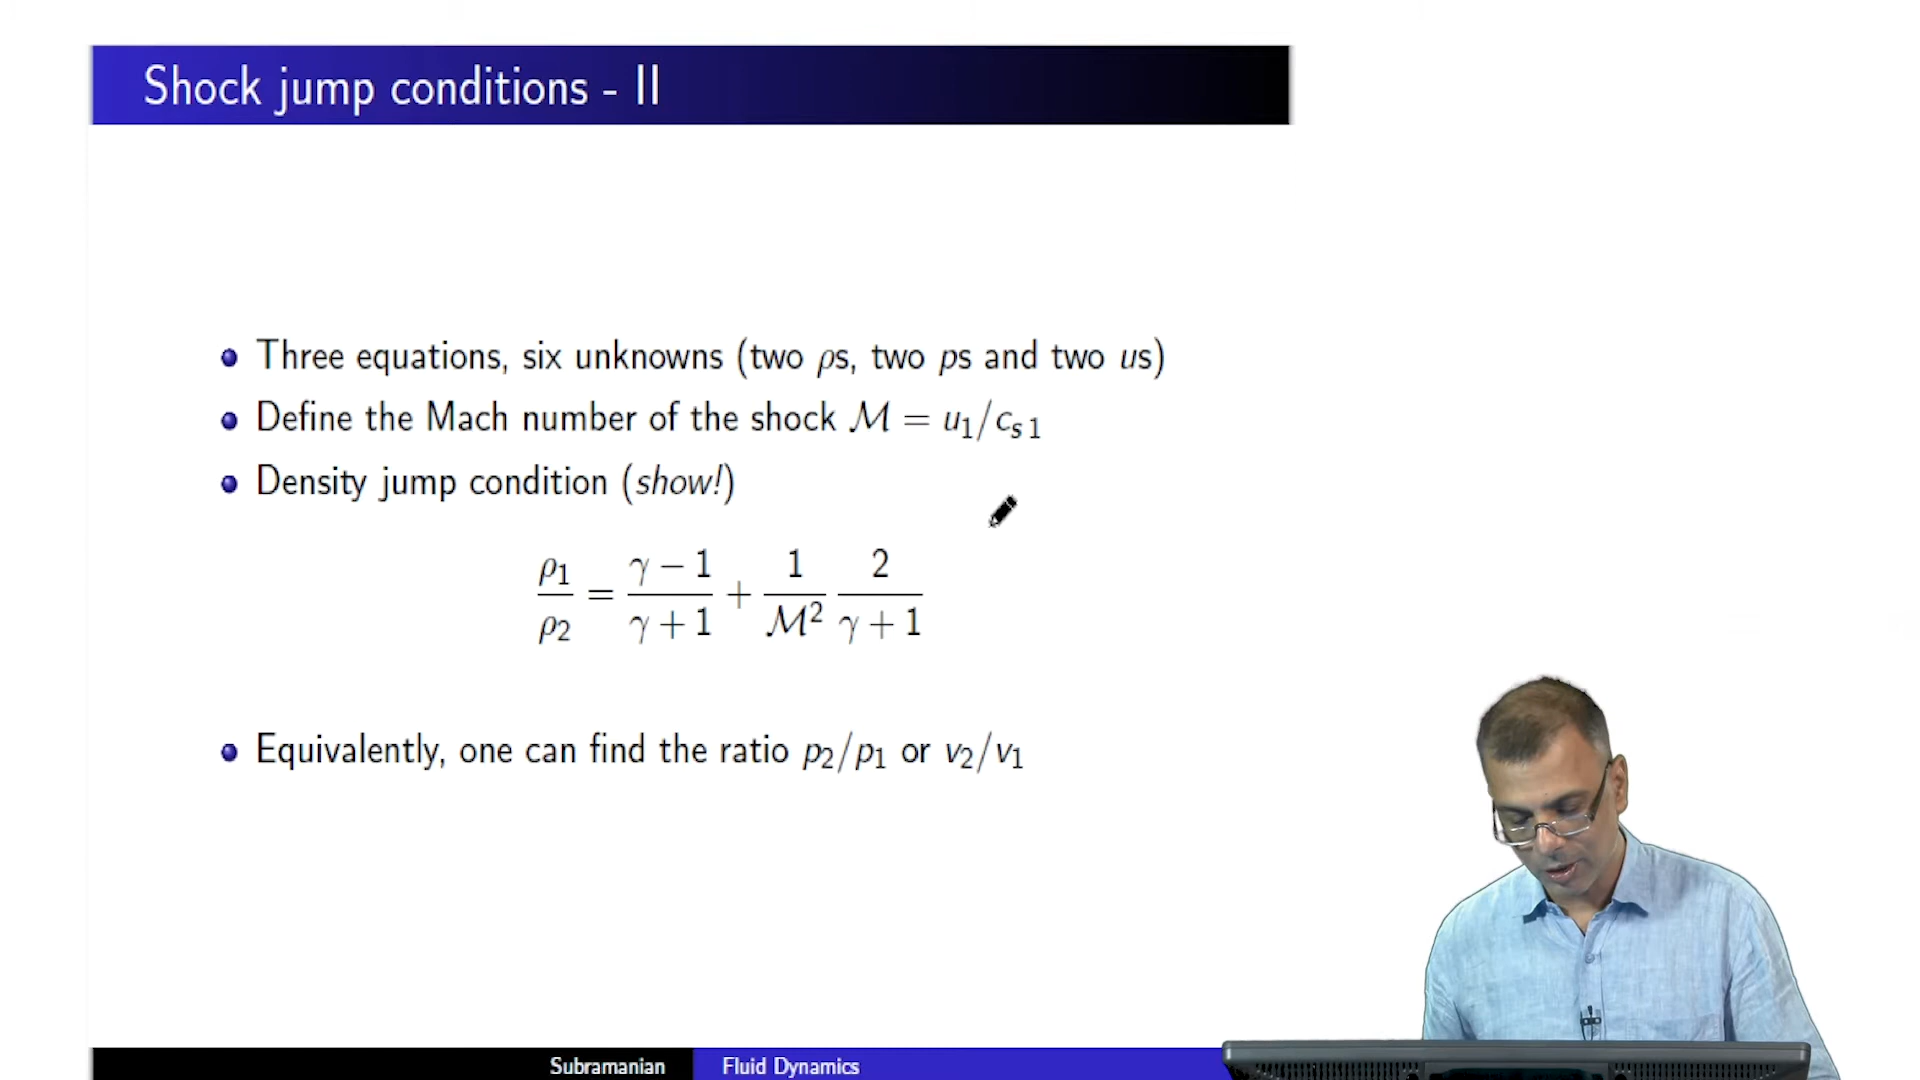 Shock jump conditions - II
Three equations, six unknowns (two ρs, two ps and two us)
Define the Mach number of the shock ℳ = u₁/cₛ₁
Density jump condition (show!)
ρ₁/ρ₂ = (γ − 1)/(γ + 1) + 1/ℳ² 2/(γ + 1)
Equivalently, one can find the ratio p₂/p₁ or v₂/v₁
Subramanian Fluid Dynamics